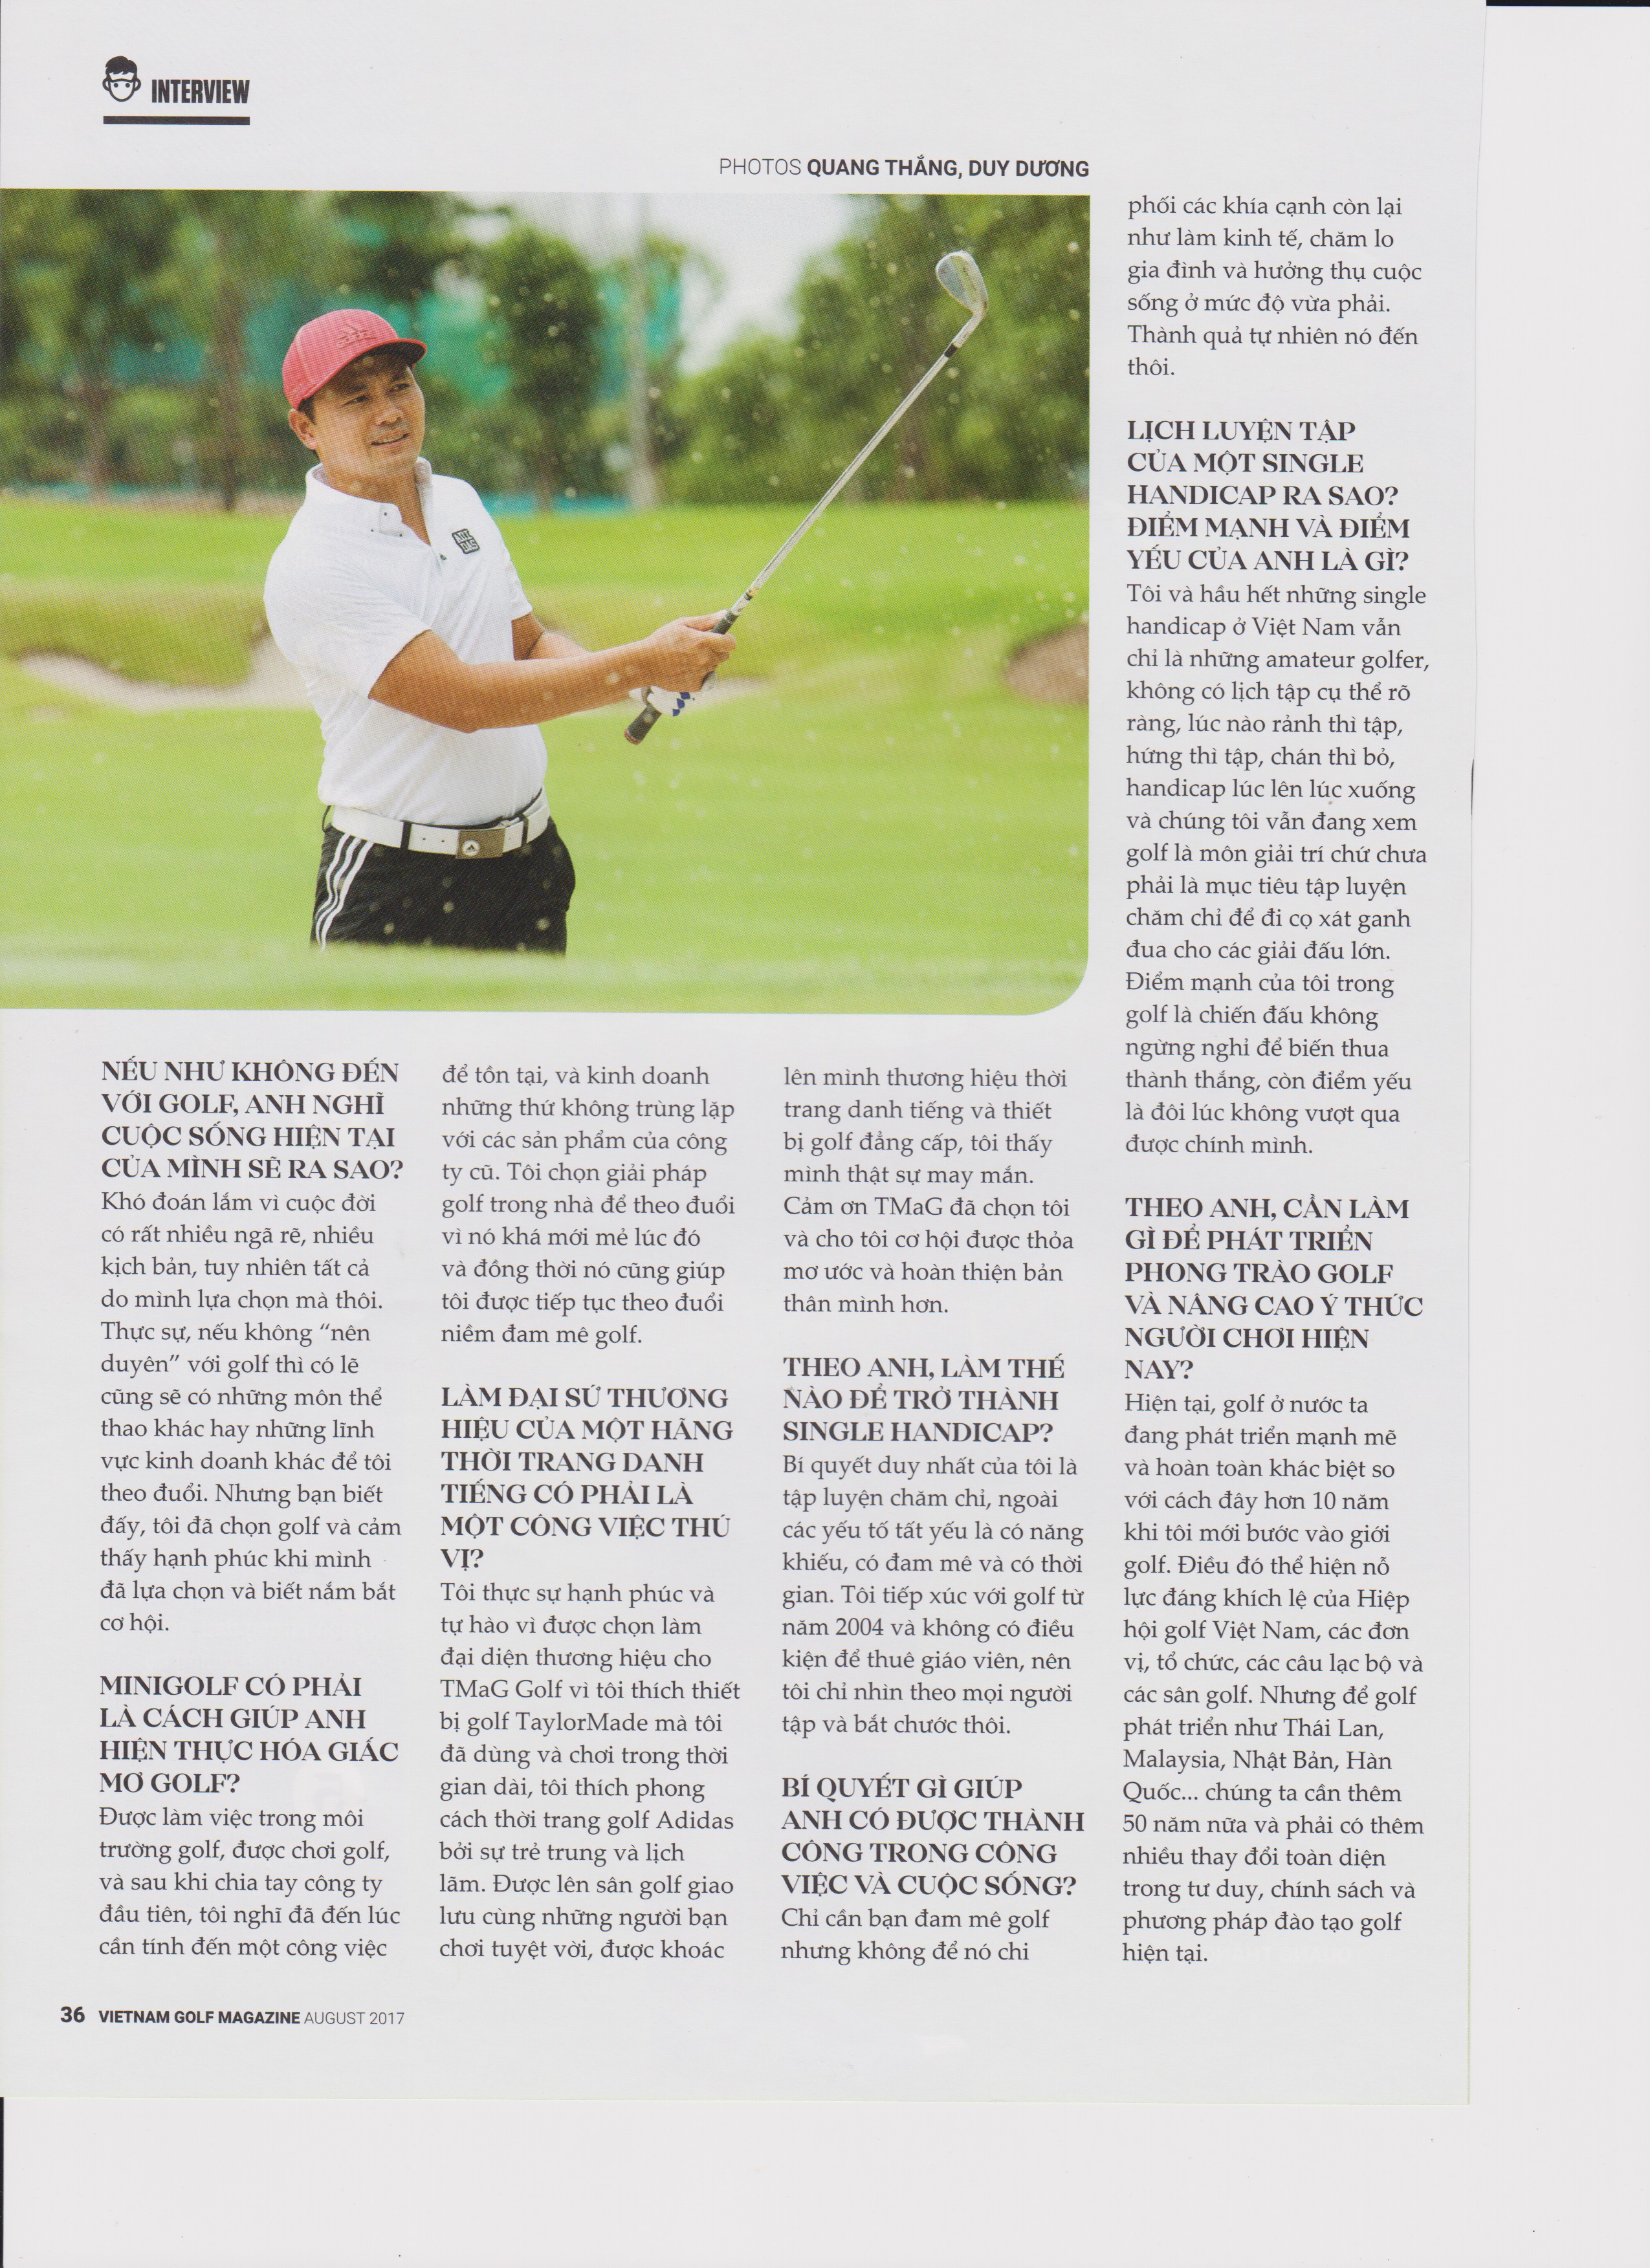 INTERVIEW
PHOTOS QUANG THẮNG, DUY DƯƠNG
NẾU NHƯ KHÔNG ĐẾN
VỚI GOLF, ANH NGHĨ
CUỘC SỐNG HIỆN TẠI
CỦA MÌNH SẼ RA SAO?
Khó đoán lắm vì cuộc đời
có rất nhiều ngã rẽ, nhiều
kịch bản, tuy nhiên tất cả
do mình lựa chọn mà thôi.
Thực sự, nếu không “nên
duyên” với golf thì có lẽ
cũng sẽ có những môn thể
thao khác hay những lĩnh
vực kinh doanh khác để tôi
theo đuổi. Nhưng bạn biết
đấy, tôi đã chọn golf và cảm
thấy hạnh phúc khi mình
đã lựa chọn và biết nắm bắt
cơ hội.
MINIGOLF CÓ PHẢI
LÀ CÁCH GIÚP ANH
HIỆN THỰC HÓA GIẤC
MƠ GOLF?
Được làm việc trong môi
trường golf, được chơi golf,
và sau khi chia tay công ty
đầu tiên, tôi nghĩ đã đến lúc
cần tính đến một công việc
để tồn tại, và kinh doanh
những thứ không trùng lặp
với các sản phẩm của công
ty cũ. Tôi chọn giải pháp
golf trong nhà để theo đuổi
vì nó khá mới mẻ lúc đó
và đồng thời nó cũng giúp
tôi được tiếp tục theo đuổi
niềm đam mê golf.
LÀM ĐẠI SỨ THƯƠNG
HIỆU CỦA MỘT HÃNG
THỜI TRANG DANH
TIẾNG CÓ PHẢI LÀ
MỘT CÔNG VIỆC THÚ
VỊ?
Tôi thực sự hạnh phúc và
tự hào vì được chọn làm
đại diện thương hiệu cho
TMaG Golf vì tôi thích thiết
bị golf TaylorMade mà tôi
đã dùng và chơi trong thời
gian dài, tôi thích phong
cách thời trang golf Adidas
bởi sự trẻ trung và lịch
lãm. Được lên sân golf giao
lưu cùng những người bạn
chơi tuyệt vời, được khoác
lên mình thương hiệu thời
trang danh tiếng và thiết
bị golf đẳng cấp, tôi thấy
mình thật sự may mắn.
Cảm ơn TMaG đã chọn tôi
và cho tôi cơ hội được thỏa
mơ ước và hoàn thiện bản
thân mình hơn.
THEO ANH, LÀM THẾ
NÀO ĐỂ TRỞ THÀNH
SINGLE HANDICAP?
Bí quyết duy nhất của tôi là
tập luyện chăm chỉ, ngoài
các yếu tố tất yếu là có năng
khiếu, có đam mê và có thời
gian. Tôi tiếp xúc với golf từ
năm 2004 và không có điều
kiện để thuê giáo viên, nên
tôi chỉ nhìn theo mọi người
tập và bắt chước thôi.
BÍ QUYẾT GÌ GIÚP
ANH CÓ ĐƯỢC THÀNH
CÔNG TRONG CÔNG
VIỆC VÀ CUỘC SỐNG?
Chỉ cần bạn đam mê golf
nhưng không để nó chi
phối các khía cạnh còn lại
như làm kinh tế, chăm lo
gia đình và hưởng thụ cuộc
sống ở mức độ vừa phải.
Thành quả tự nhiên nó đến
thôi.
LỊCH LUYỆN TẬP
CỦA MỘT SINGLE
HANDICAP RA SAO?
ĐIỂM MẠNH VÀ ĐIỂM
YẾU CỦA ANH LÀ GÌ?
Tôi và hầu hết những single
handicap ở Việt Nam vẫn
chỉ là những amateur golfer,
không có lịch tập cụ thể rõ
ràng, lúc nào rảnh thì tập,
hứng thì tập, chán thì bỏ,
handicap lúc lên lúc xuống
và chúng tôi vẫn đang xem
golf là môn giải trí chứ chưa
phải là mục tiêu tập luyện
chăm chỉ để đi cọ xát ganh
đua cho các giải đấu lớn.
Điểm mạnh của tôi trong
golf là chiến đấu không
ngừng nghỉ để biến thua
thành thắng, còn điểm yếu
là đôi lúc không vượt qua
được chính mình.
THEO ANH, CẦN LÀM
GÌ ĐỂ PHÁT TRIỂN
PHONG TRÀO GOLF
VÀ NÂNG CAO Ý THỨC
NGƯỜI CHƠI HIỆN
NAY?
Hiện tại, golf ở nước ta
đang phát triển mạnh mẽ
và hoàn toàn khác biệt so
với cách đây hơn 10 năm
khi tôi mới bước vào giới
golf. Điều đó thể hiện nỗ
lực đáng khích lệ của Hiệp
hội golf Việt Nam, các đơn
vị, tổ chức, các câu lạc bộ và
các sân golf. Nhưng để golf
phát triển như Thái Lan,
Malaysia, Nhật Bản, Hàn
Quốc... chúng ta cần thêm
50 năm nữa và phải có thêm
nhiều thay đổi toàn diện
trong tư duy, chính sách và
phương pháp đào tạo golf
hiện tại.
36 VIETNAM GOLF MAGAZINE AUGUST 2017